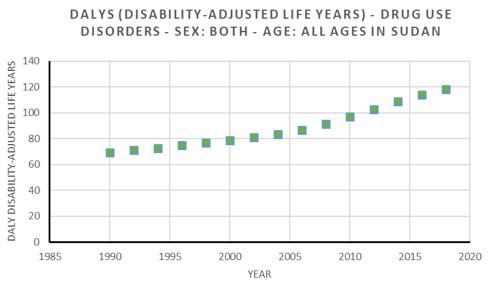 DALYS (DISABILITY-ADJUSTED LIFE YEARS) - DRUG USE
DISORDERS - SEX: BOTH - AGE: ALL AGES IN SUDAN
DALY DISABILITY-ADJUSTED LIFE YEARS
140
120
100
80
60
40
20
0
1985 1990 1995 2000 2005 2010 2015 2020
YEAR